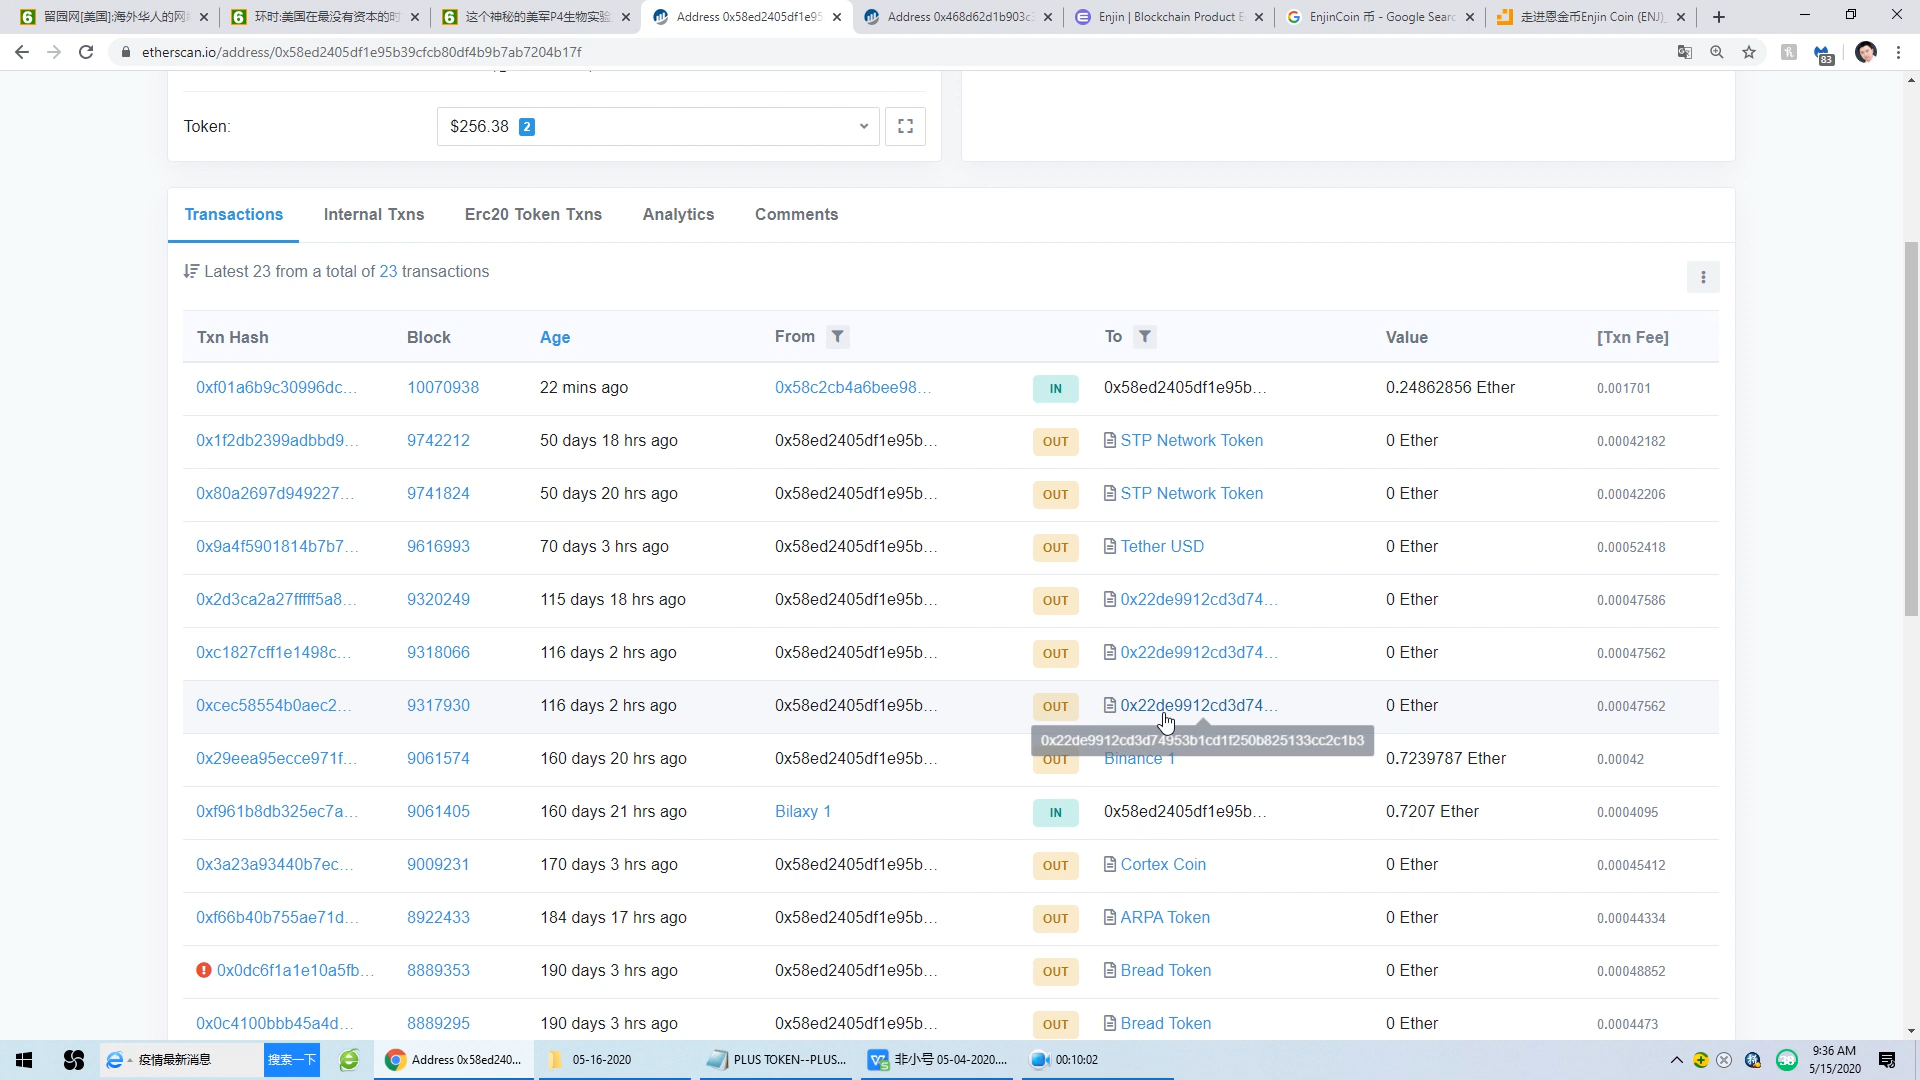 留园网[美国]:海外华人的网
环时:美国在最没有资本的时
这个神秘的美军P4生物实验
Address 0x58ed2405df1e95
Address 0x468d62d1b903c
Enjin | Blockchain Product E
EnjinCoin 币 - Google Searc
走进恩金币Enjin Coin (ENJ)
etherscan.io/address/0x58ed2405df1e95b39cfcb80df4b9b7ab7204b17f
83
Token:
$256.38 2
Transactions
Internal Txns
Erc20 Token Txns
Analytics
Comments
Latest 23 from a total of 23 transactions
Txn Hash Block Age From To Value [Txn Fee]
0xf01a6b9c30996dc... 10070938 22 mins ago 0x58c2cb4a6bee98... IN 0x58ed2405df1e95b... 0.24862856 Ether 0.001701
0x1f2db2399adbbd9... 9742212 50 days 18 hrs ago 0x58ed2405df1e95b... OUT STP Network Token 0 Ether 0.00042182
0x80a2697d949227... 9741824 50 days 20 hrs ago 0x58ed2405df1e95b... OUT STP Network Token 0 Ether 0.00042206
0x9a4f5901814b7b7... 9616993 70 days 3 hrs ago 0x58ed2405df1e95b... OUT Tether USD 0 Ether 0.00052418
0x2d3ca2a27fffff5a8... 9320249 115 days 18 hrs ago 0x58ed2405df1e95b... OUT 0x22de9912cd3d74... 0 Ether 0.00047586
0xc1827cff1e1498c... 9318066 116 days 2 hrs ago 0x58ed2405df1e95b... OUT 0x22de9912cd3d74... 0 Ether 0.00047562
0xcec58554b0aec2... 9317930 116 days 2 hrs ago 0x58ed2405df1e95b... OUT 0x22de9912cd3d74... 0 Ether 0.00047562
0x22de9912cd3d74953b1cd1f250b825133cc2c1b3
0x29eea95ecce971f... 9061574 160 days 20 hrs ago 0x58ed2405df1e95b... OUT Binance 1 0.7239787 Ether 0.00042
0xf961b8db325ec7a... 9061405 160 days 21 hrs ago Bilaxy 1 IN 0x58ed2405df1e95b... 0.7207 Ether 0.0004095
0x3a23a93440b7ec... 9009231 170 days 3 hrs ago 0x58ed2405df1e95b... OUT Cortex Coin 0 Ether 0.00045412
0xf66b40b755ae71d... 8922433 184 days 17 hrs ago 0x58ed2405df1e95b... OUT ARPA Token 0 Ether 0.00044334
0x0dc6f1a1e10a5fb... 8889353 190 days 3 hrs ago 0x58ed2405df1e95b... OUT Bread Token 0 Ether 0.00048852
0x0c4100bbb45a4d... 8889295 190 days 3 hrs ago 0x58ed2405df1e95b... OUT Bread Token 0 Ether 0.0004473
疫情最新消息
搜索一下
Address 0x58ed240...
05-16-2020
PLUS TOKEN--PLUS...
非小号 05-04-2020....
00:10:02
9:36 AM
5/15/2020